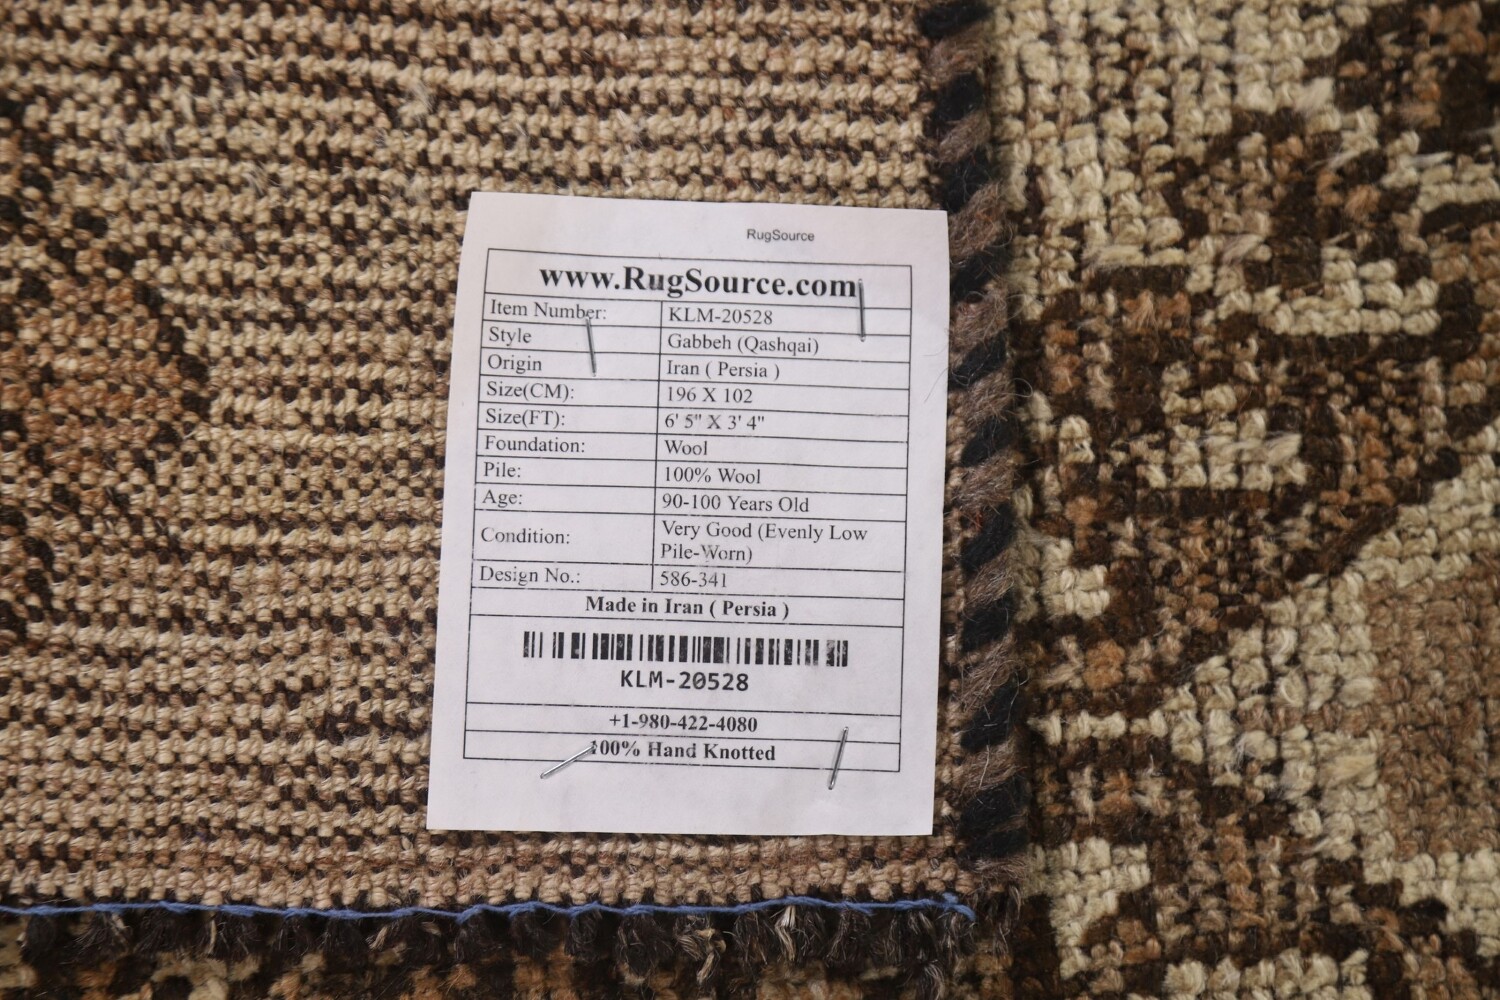 RugSource
www.RugSource.com
Item Number: KLM-20528
Style Gabbeh (Qashqai)
Origin Iran ( Persia )
Size(CM): 196 X 102
Size(FT): 6' 5" X 3' 4"
Foundation: Wool
Pile: 100% Wool
Age: 90-100 Years Old
Condition: Very Good (Evenly Low
Pile-Worn)
Design No.: 586-341
Made in Iran ( Persia )
KLM-20528
+1-980-422-4080
100% Hand Knotted